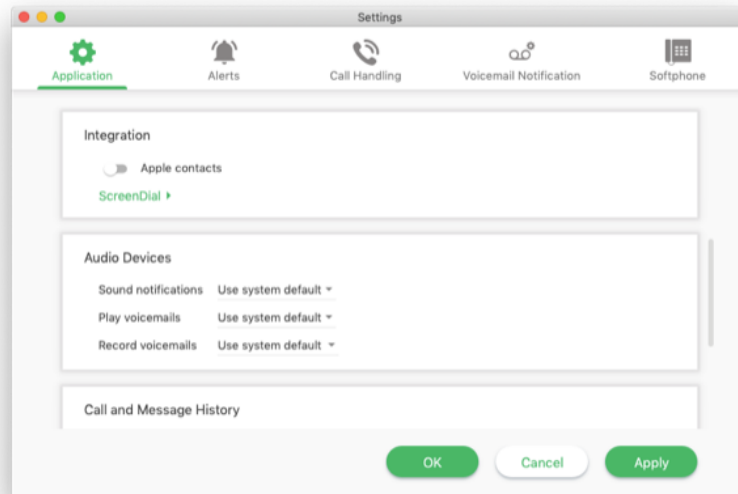 Settings
Application Alerts Call Handling Voicemail Notification Softphone
Integration
Apple contacts
ScreenDial
Audio Devices
Sound notifications Use system default
Play voicemails Use system default
Record voicemails Use system default
Call and Message History
OK Cancel Apply